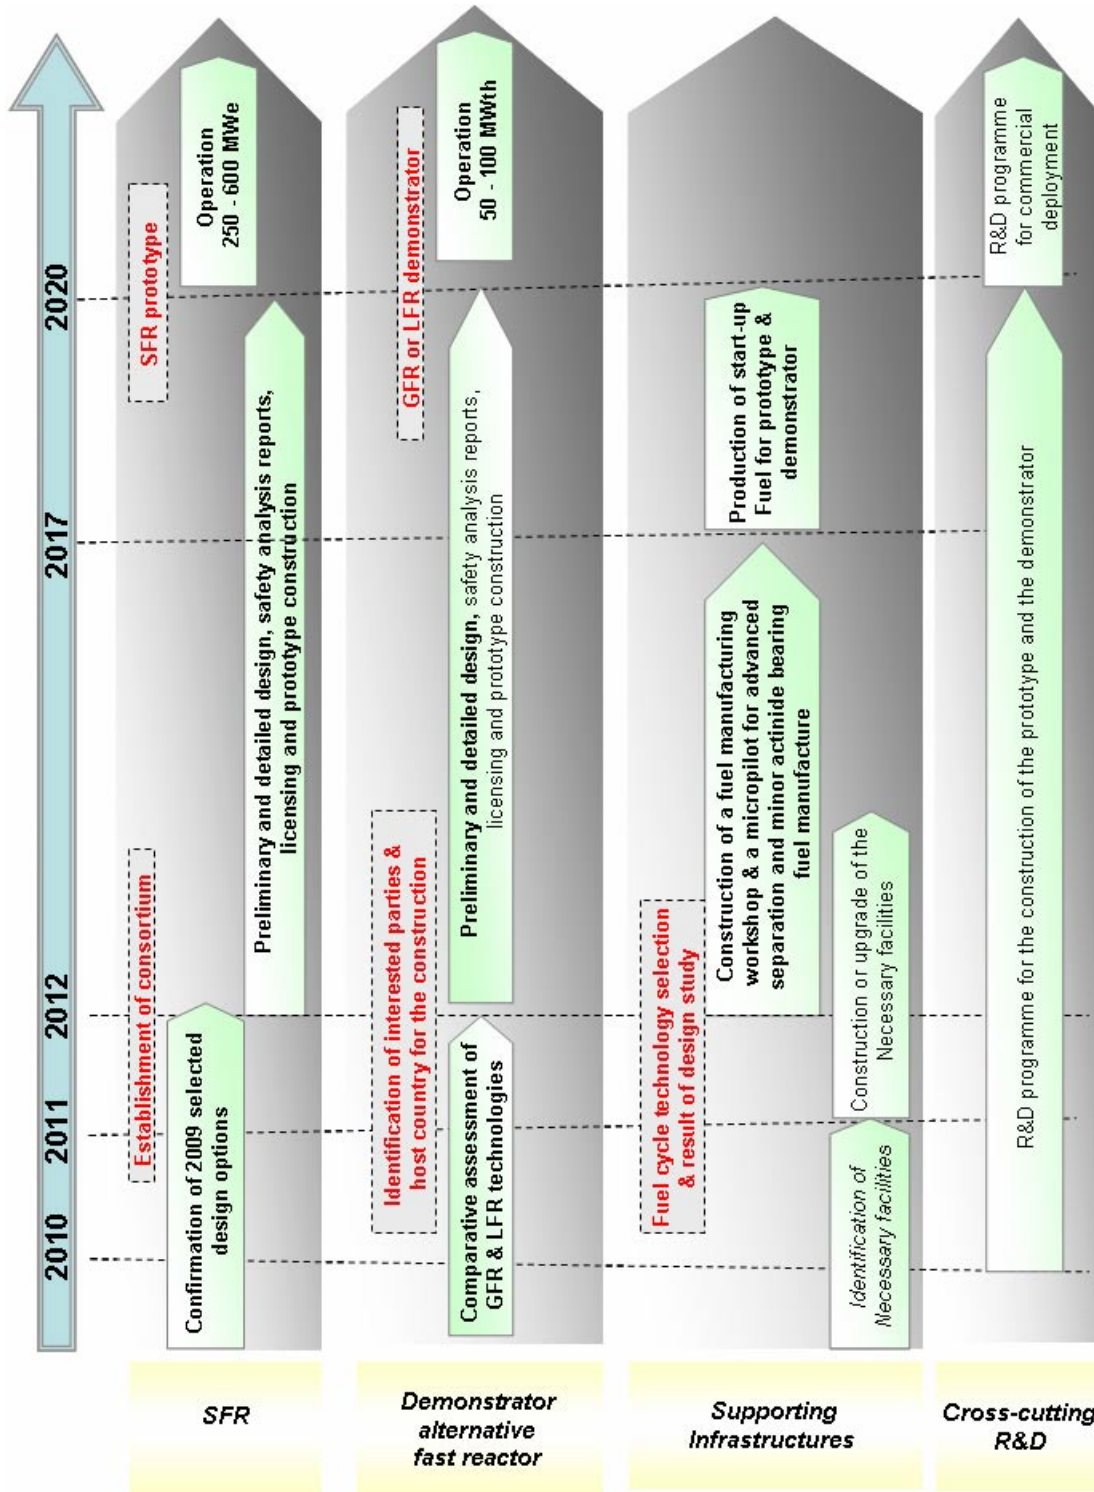 2010
2011
2012
2017
2020
SFR
Establishment of consortium
SFR prototype
Confirmation of 2009 selected
design options
Operation
250 - 600 MWe
Preliminary and detailed design, safety analysis reports,
licensing and prototype construction
Demonstrator
alternative
fast reactor
Identification of interested parties &
host country for the construction
GFR or LFR demonstrator
Comparative assessment of
GFR & LFR technologies
Preliminary and detailed design, safety analysis reports,
licensing and prototype construction
Operation
50 - 100 MWth
Supporting
Infrastructures
Fuel cycle technology selection
& result of design study
Construction of a fuel manufacturing
workshop & a micropilot for advanced
separation and minor actinide bearing
fuel manufacture
Production of start-up
Fuel for prototype &
demonstrator
Identification of
Necessary facilities
Construction or upgrade of the
Necessary facilities
Cross-cutting
R&D
R&D programme for the construction of the prototype and the demonstrator
R&D programme
for commercial
deployment